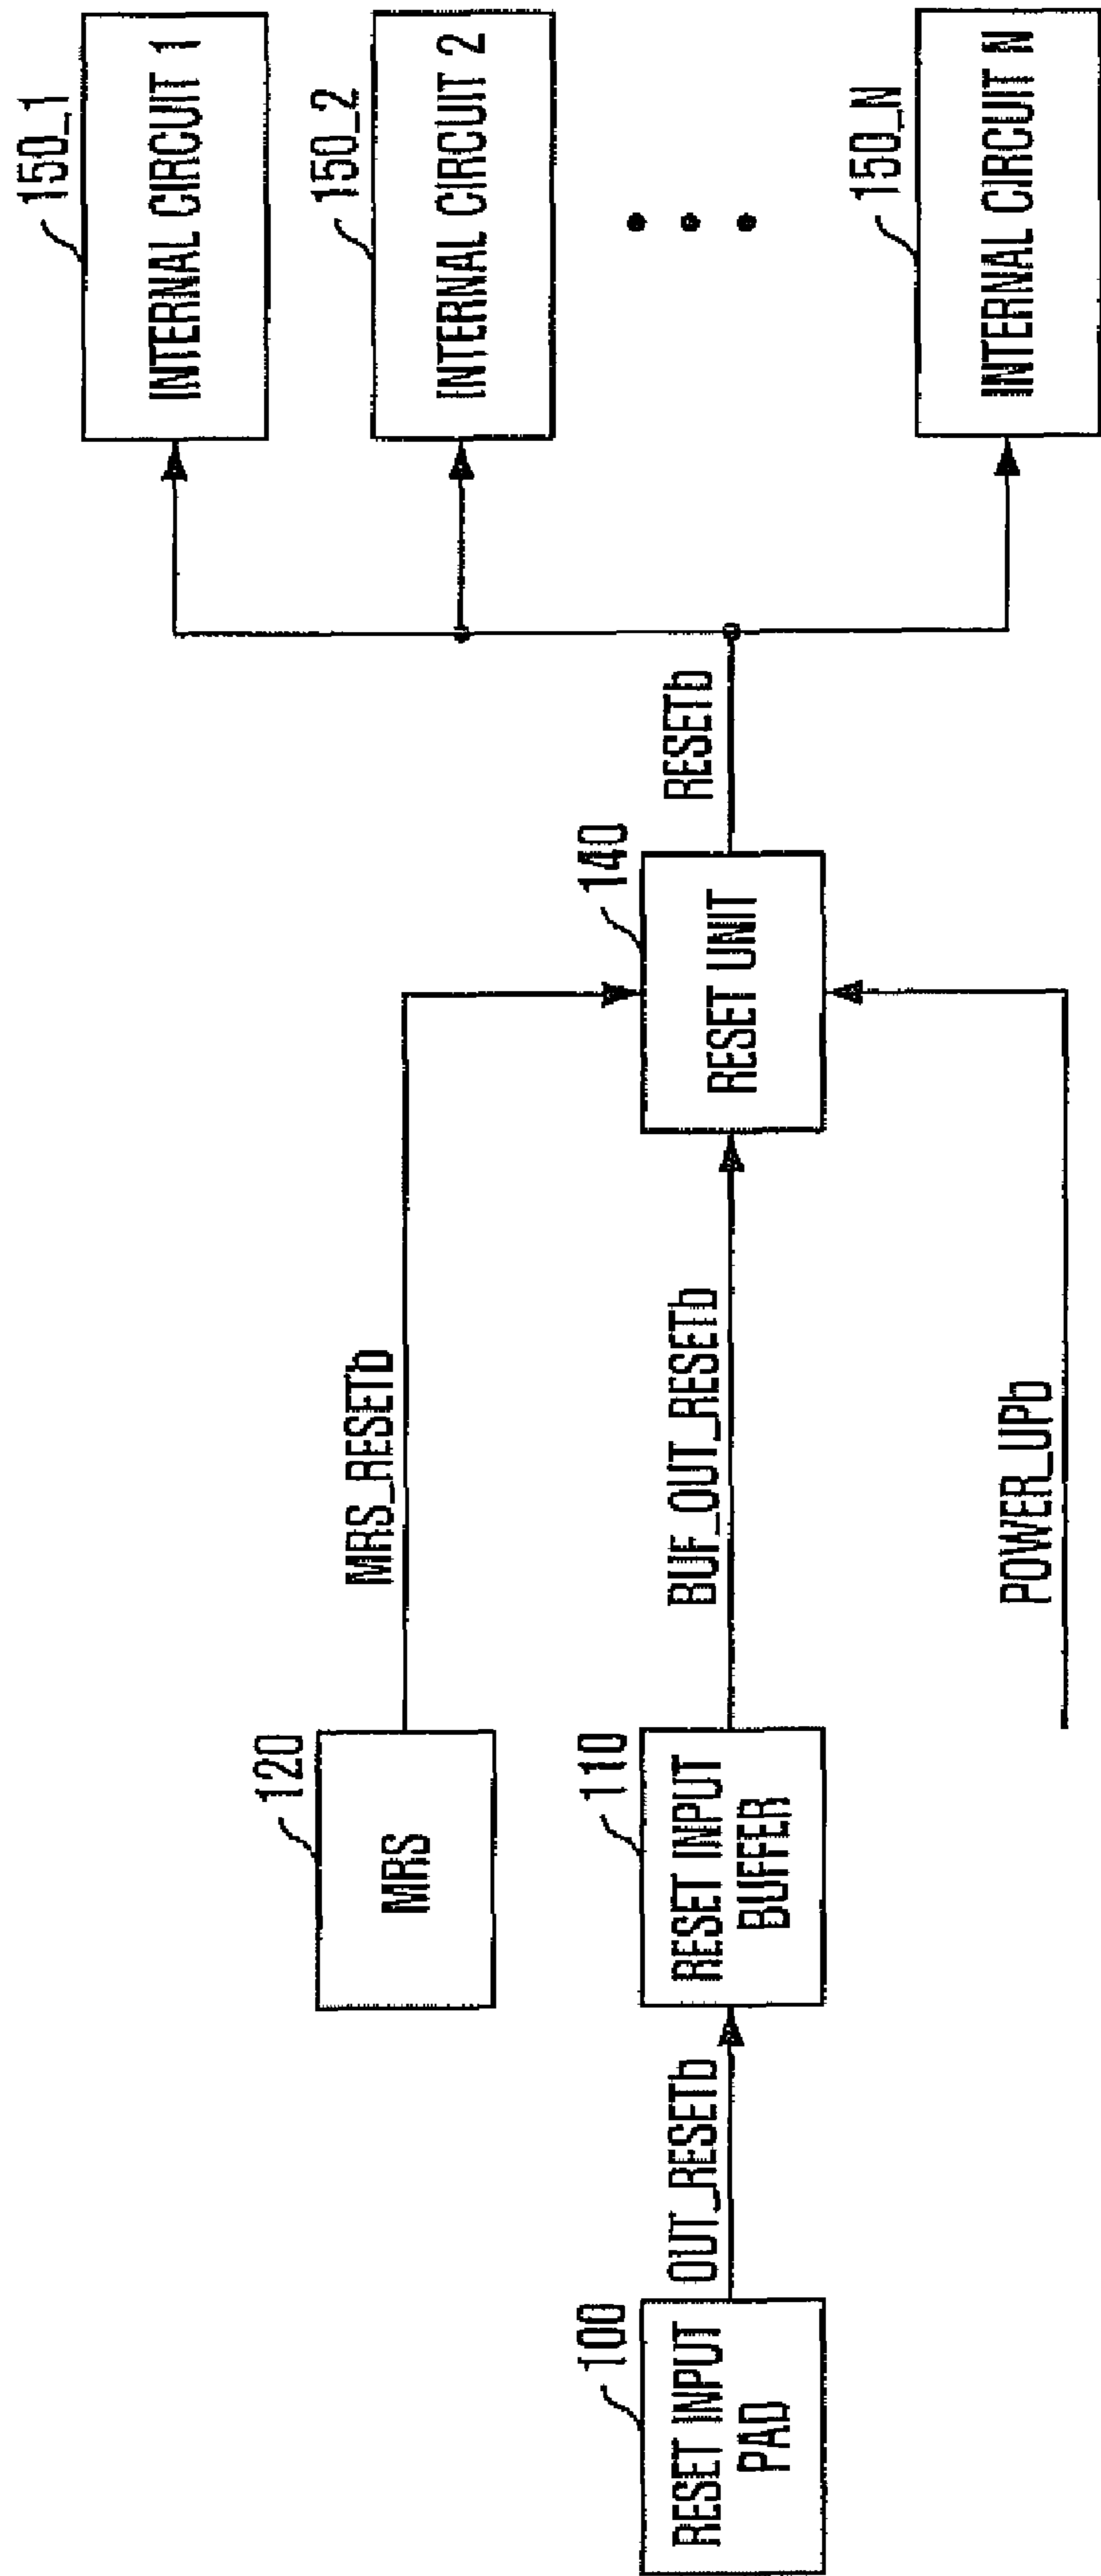 150_1
INTERNAL CIRCUIT 1
150_2
INTERNAL CIRCUIT 2
150_N
INTERNAL CIRCUIT N
120
MRS
MRS_RESETb
100
RESET INPUT
PAD
OUT_RESETb
110
RESET INPUT
BUFFER
BUF_OUT_RESETb
140
RESET UNIT
RESETb
POWER_UPb